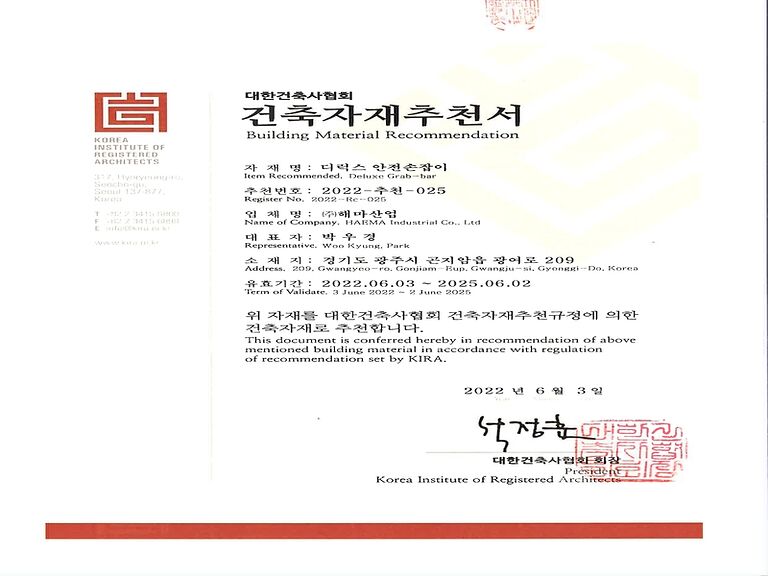 KOREA
INSTITUTE OF
REGISTERED
ARCHITECTS
317, Hyoryeong-ro,
Seocho-gu,
Seoul 137-877,
Korea
www.kira.or.kr
대한건축사협회
건축자재추천서
Building Material Recommendation
자 재 명 : 디럭스 안전손잡이
Item Recommended. Deluxe Grab-bar
추천번호 : 2022-추천-025
Register No. 2022-Rc-025
업 체 명 : (주)해마산업
Name of Company. HAEMA Industrial Co., Ltd
대 표 자 : 박 우 경
Representative. Woo Kyung, Park
소 재 지 : 경기도 광주시 곤지암읍 광여로 209
Address. 209, Gwangyeo-ro, Gonjiam-Eup, Gwangju-si, Gyonggi-Do, Korea
유효기간 : 2022.06.03 ~ 2025.06.02
Term of Validate. 3 June 2022 ~ 2 June 2025
위 자재를 대한건축사협회 건축자재추천규정에 의한
건축자재로 추천합니다.
This document is conferred hereby in recommendation of above
mentioned building material in accordance with regulation
of recommendation set by KIRA.
2022 년 6 월 3 일
대한건축사협회 회장
President
Korea Institute of Registered Architects